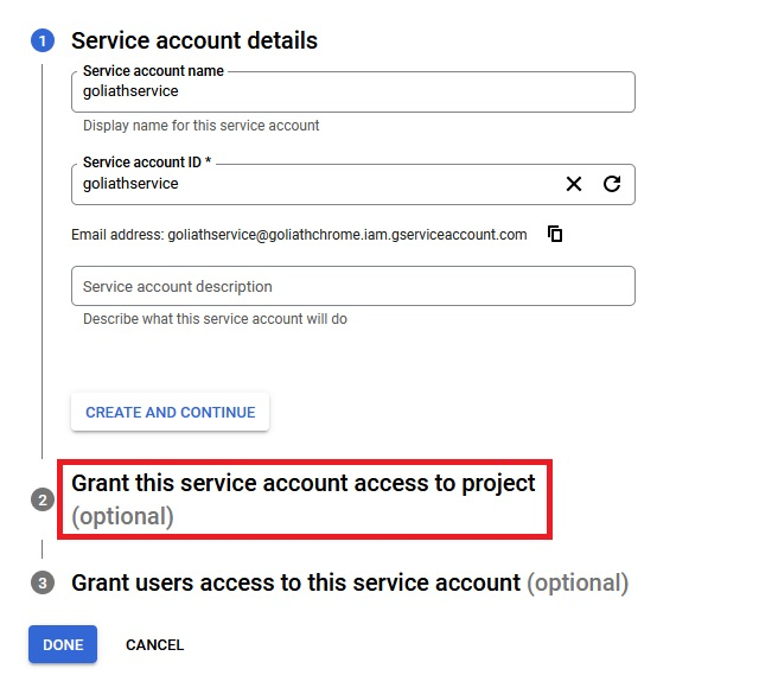 1 Service account details
Service account name
goliathservice
Display name for this service account
Service account ID *
goliathservice
Email address: goliathservice@goliathchrome.iam.gserviceaccount.com
Service account description
Describe what this service account will do
CREATE AND CONTINUE
2 Grant this service account access to project
(optional)
3 Grant users access to this service account (optional)
DONE CANCEL